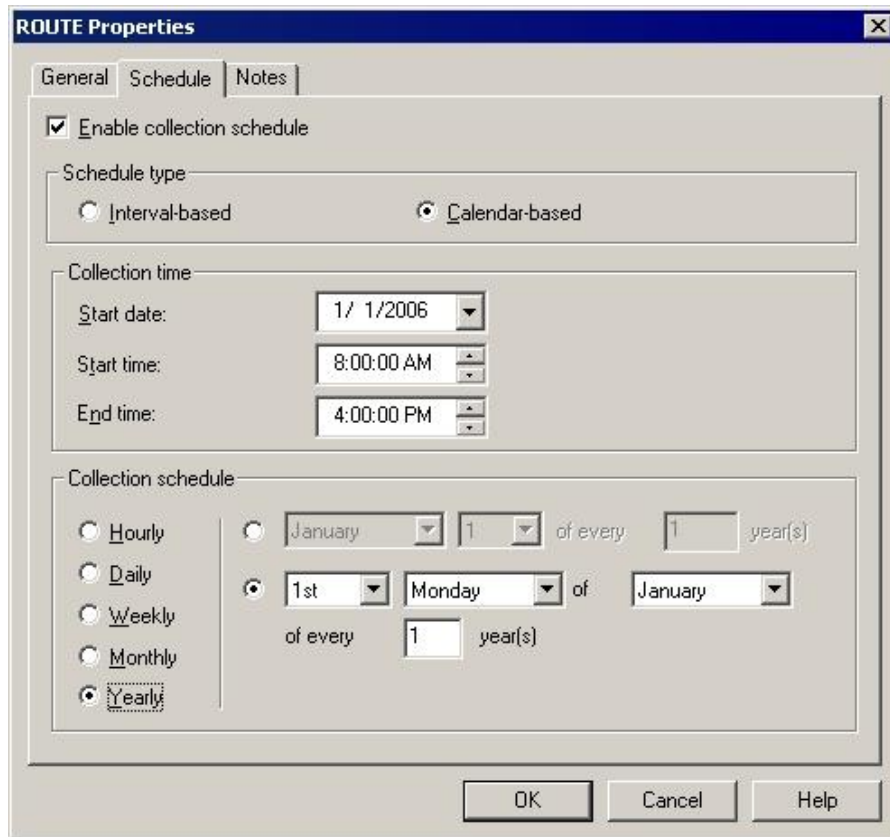 ROUTE Properties
General Schedule Notes
Enable collection schedule
Schedule type
Interval-based Calendar-based
Collection time
Start date: 1/ 1/2006
Start time: 8:00:00 AM
End time: 4:00:00 PM
Collection schedule
Hourly January 1 of every 1 year(s)
Daily 1st Monday of January
Weekly of every 1 year(s)
Monthly
Yearly
OK Cancel Help